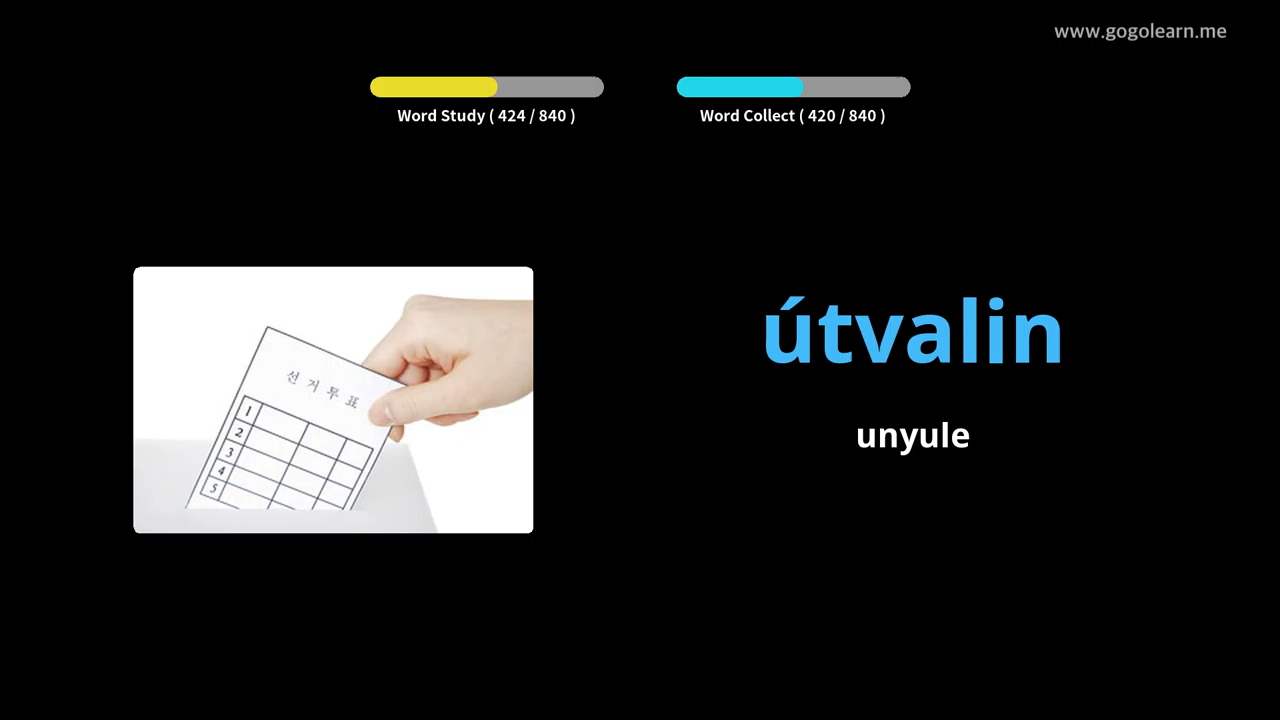 www.gogolearn.me
Word Study ( 424 / 840 )
Word Collect ( 420 / 840 )
선거투표
1
2
3
4
5
útvalin
unyule